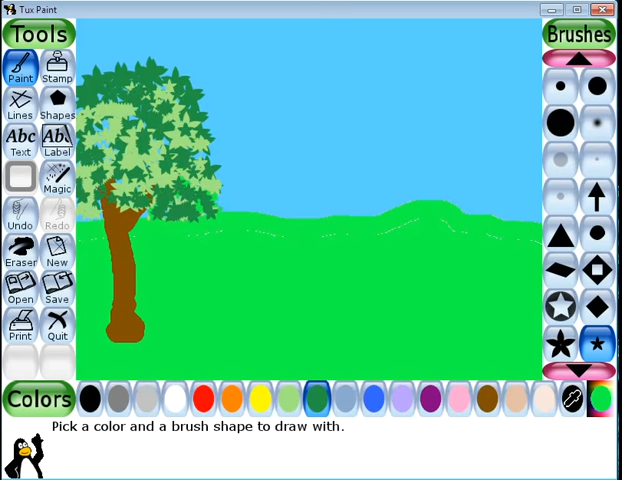 Tux Paint
Tools
Brushes
Paint
Stamp
Lines
Shapes
Abc
Text
Abc
Label
Magic
Undo
Redo
Eraser
New
Open
Save
Print
Quit
Colors
Pick a color and a brush shape to draw with.